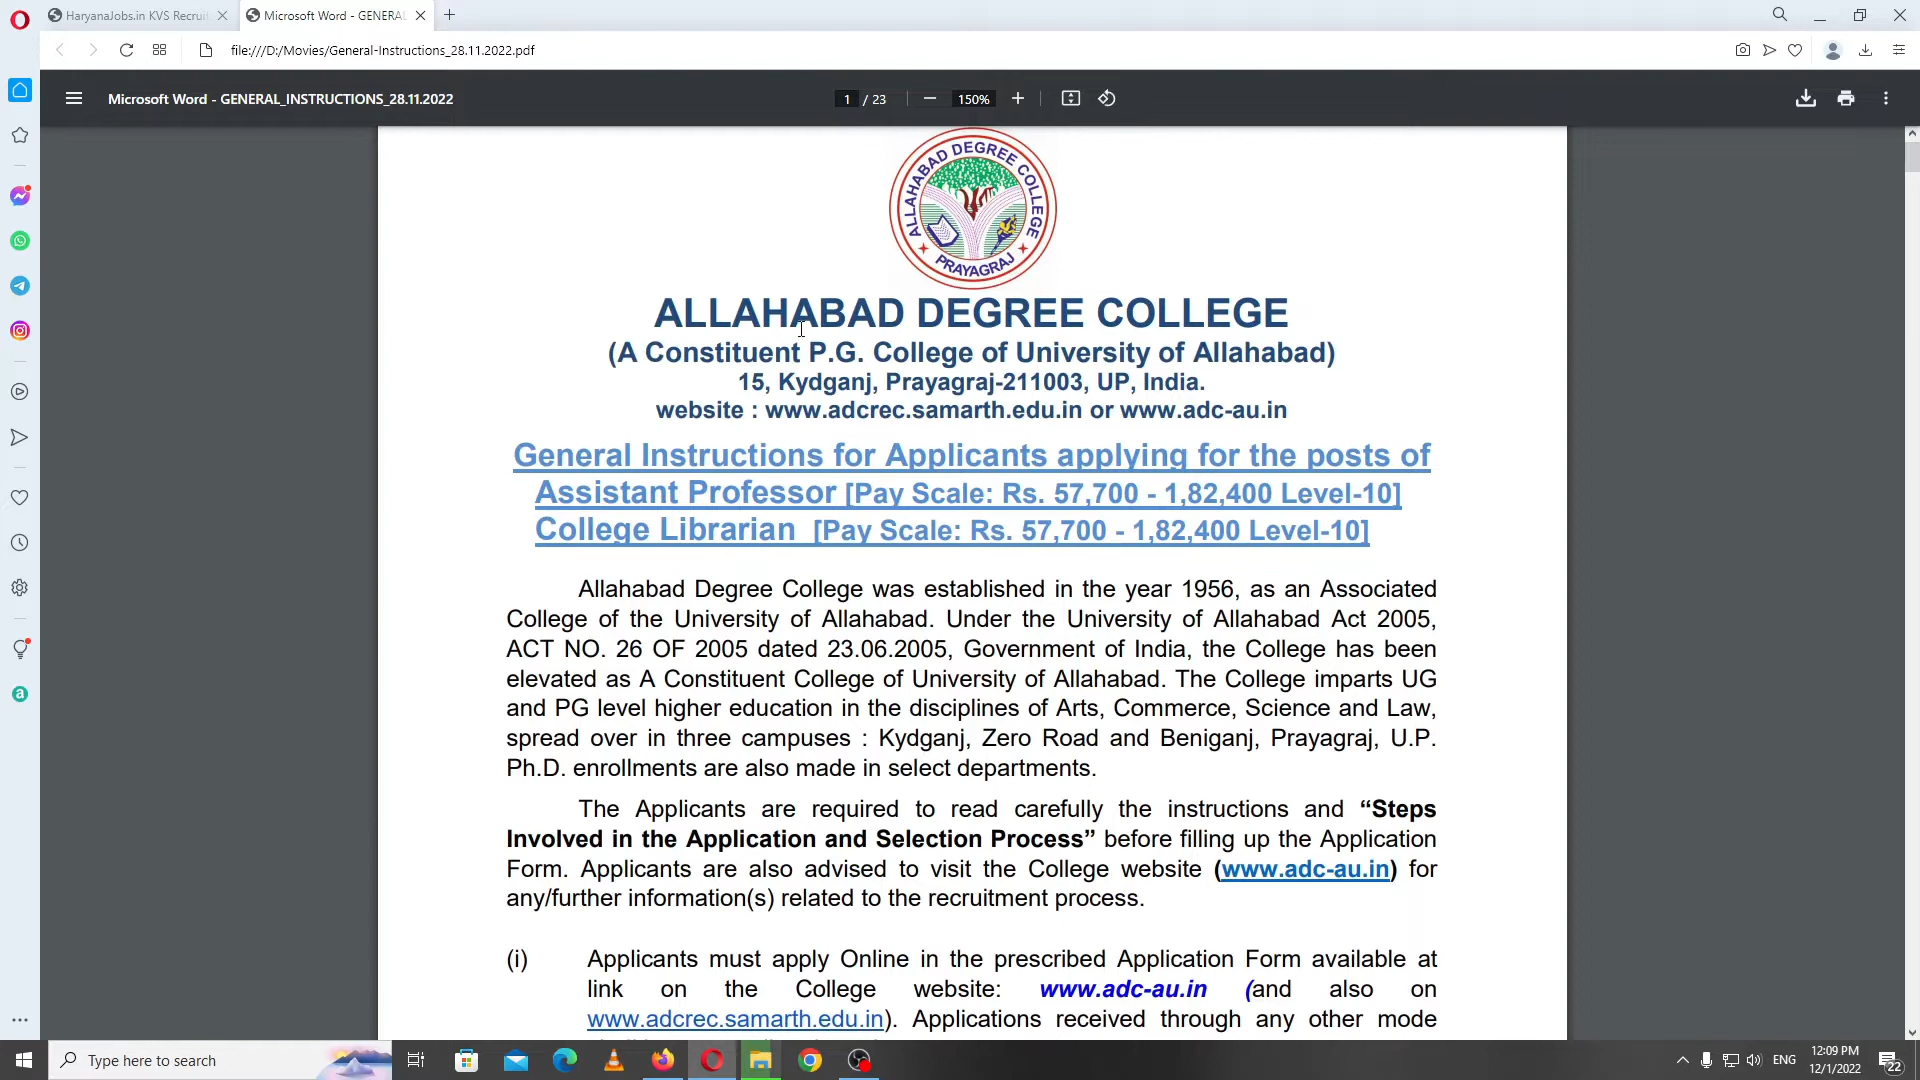 HaryanaJobs.in KVS Recruit
Microsoft Word - GENERAL
file:///D:/Movies/General-Instructions_28.11.2022.pdf
Microsoft Word - GENERAL_INSTRUCTIONS_28.11.2022
1 / 23
150%
ALLAHABAD DEGREE COLLEGE
PRAYAGRAJ
ALLAHABAD DEGREE COLLEGE
(A Constituent P.G. College of University of Allahabad)
15, Kydganj, Prayagraj-211003, UP, India.
website : www.adcrec.samarth.edu.in or www.adc-au.in
General Instructions for Applicants applying for the posts of
Assistant Professor [Pay Scale: Rs. 57,700 - 1,82,400 Level-10]
College Librarian [Pay Scale: Rs. 57,700 - 1,82,400 Level-10]
Allahabad Degree College was established in the year 1956, as an Associated
College of the University of Allahabad. Under the University of Allahabad Act 2005,
ACT NO. 26 OF 2005 dated 23.06.2005, Government of India, the College has been
elevated as A Constituent College of University of Allahabad. The College imparts UG
and PG level higher education in the disciplines of Arts, Commerce, Science and Law,
spread over in three campuses : Kydganj, Zero Road and Beniganj, Prayagraj, U.P.
Ph.D. enrollments are also made in select departments.
The Applicants are required to read carefully the instructions and “Steps
Involved in the Application and Selection Process” before filling up the Application
Form. Applicants are also advised to visit the College website (www.adc-au.in) for
any/further information(s) related to the recruitment process.
(i) Applicants must apply Online in the prescribed Application Form available at
link on the College website: www.adc-au.in (and also on
www.adcrec.samarth.edu.in). Applications received through any other mode
Type here to search
ENG
12:09 PM
12/1/2022
22